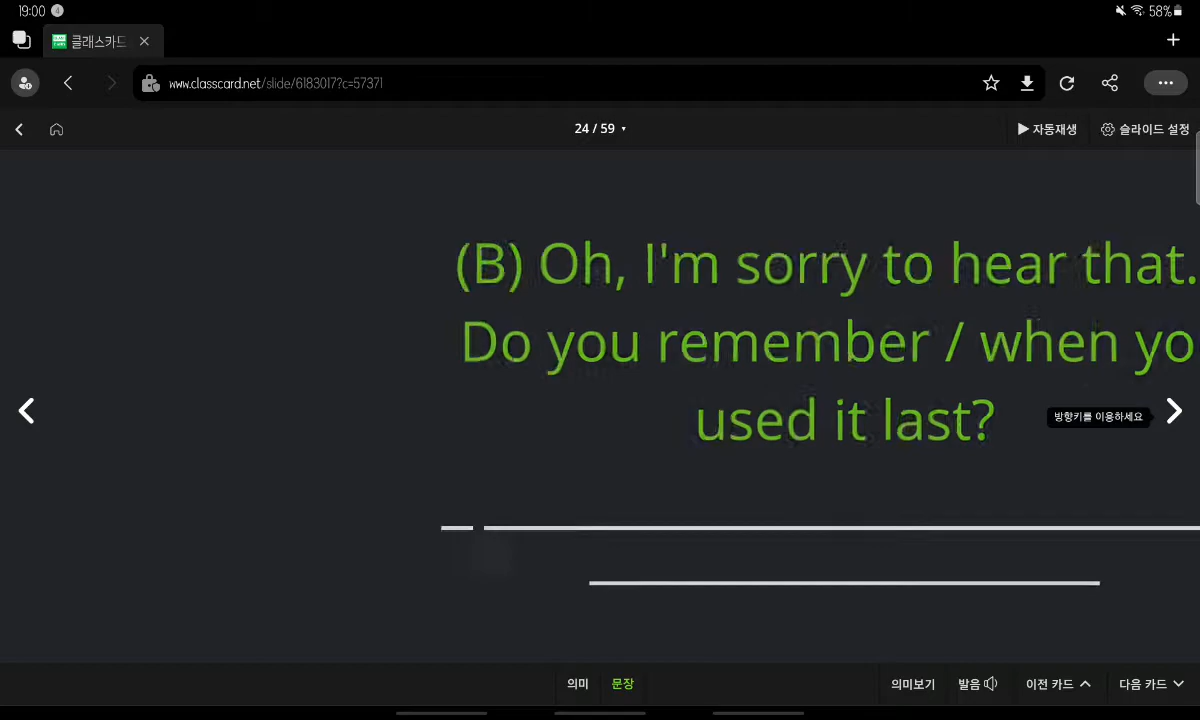 19:00 4 58%
클래스카드
www.classcard.net/slide/6183017?c=57371
24 / 59 자동재생 슬라이드 설정
(B) Oh, I'm sorry to hear that.
Do you remember / when yo
used it last?
방향키를 이용하세요
의미 문장 의미보기 발음 이전 카드 다음 카드